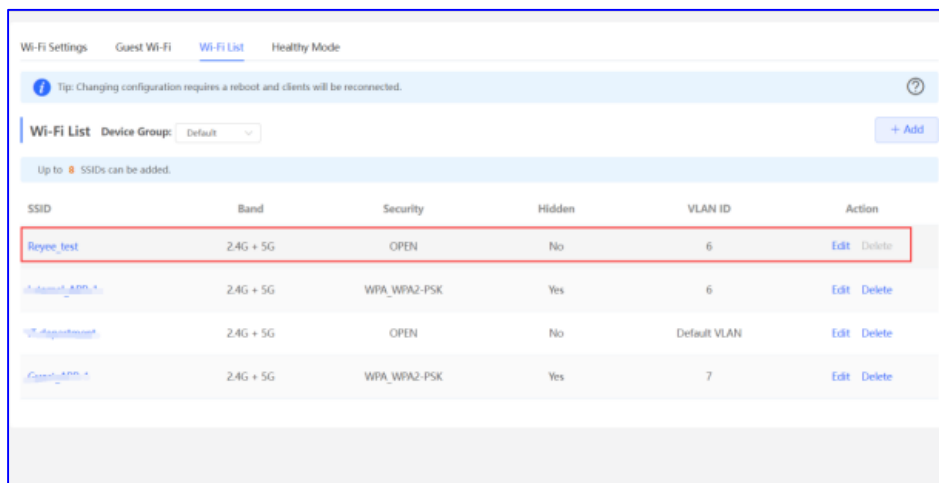 Wi-Fi Settings Guest Wi-Fi Wi-Fi List Healthy Mode
i Tip: Changing configuration requires a reboot and clients will be reconnected. ?
Wi-Fi List Device Group: Default + Add
Up to 8 SSIDs can be added.
SSID Band Security Hidden VLAN ID Action
Reyee_test 2.4G + 5G OPEN No 6 Edit Delete
2.4G + 5G WPA_WPA2-PSK Yes 6 Edit Delete
2.4G + 5G OPEN No Default VLAN Edit Delete
2.4G + 5G WPA_WPA2-PSK Yes 7 Edit Delete